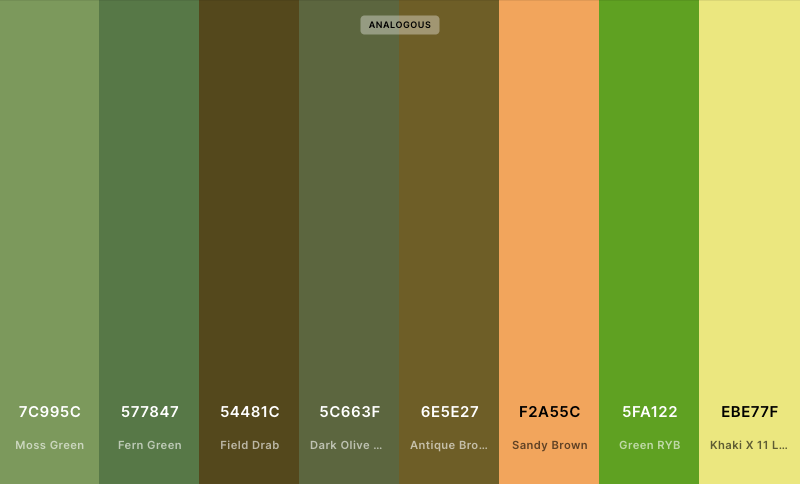 ANALOGOUS
7C995C 577847 54481C 5C663F 6E5E27 F2A55C 5FA122 EBE77F
Moss Green Fern Green Field Drab Dark Olive ... Antique Bro... Sandy Brown Green RYB Khaki X 11 L...